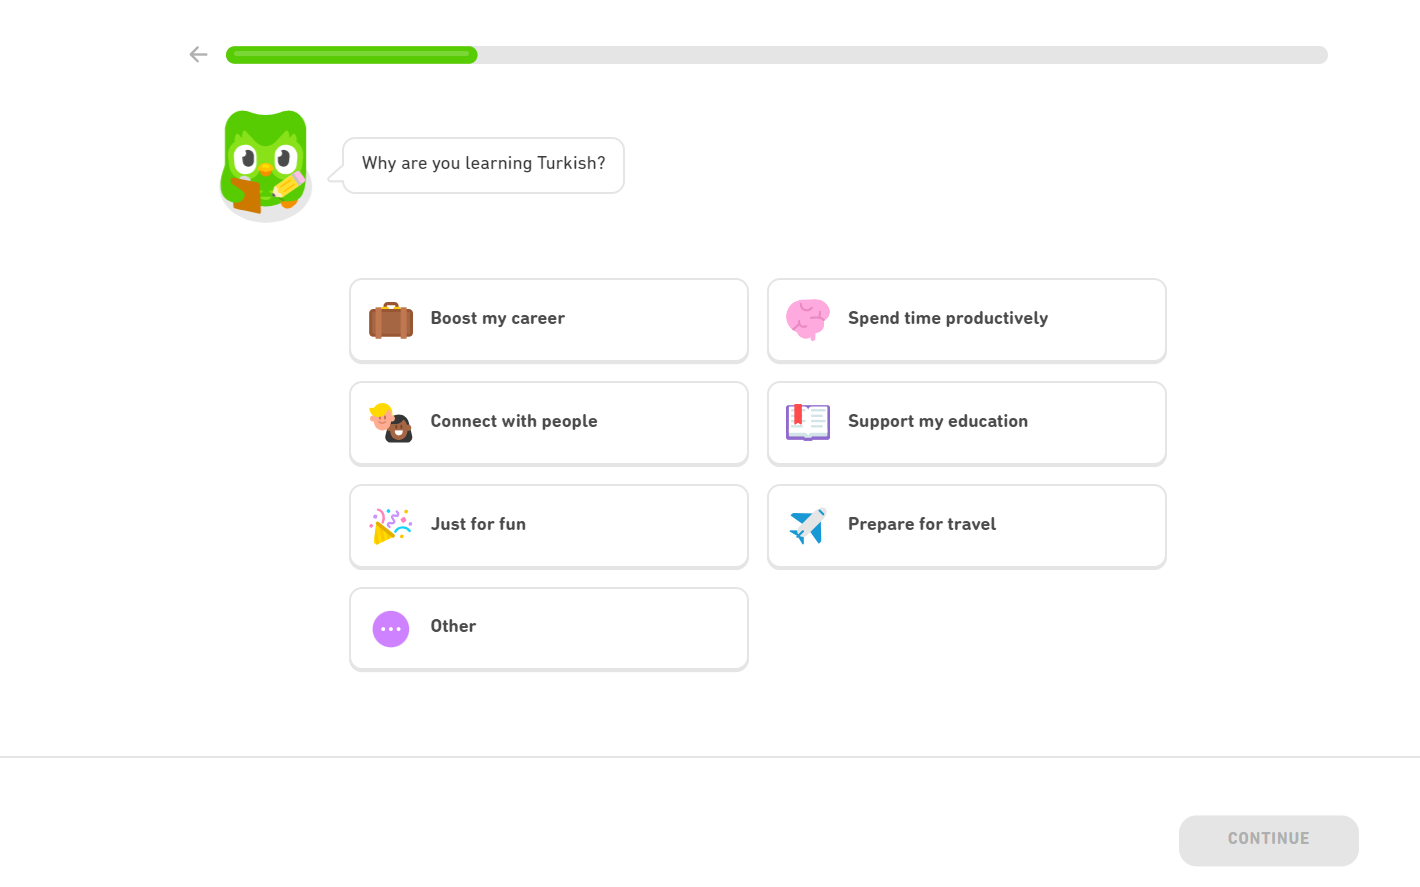 Why are you learning Turkish?
Boost my career
Spend time productively
Connect with people
Support my education
Just for fun
Prepare for travel
Other
CONTINUE